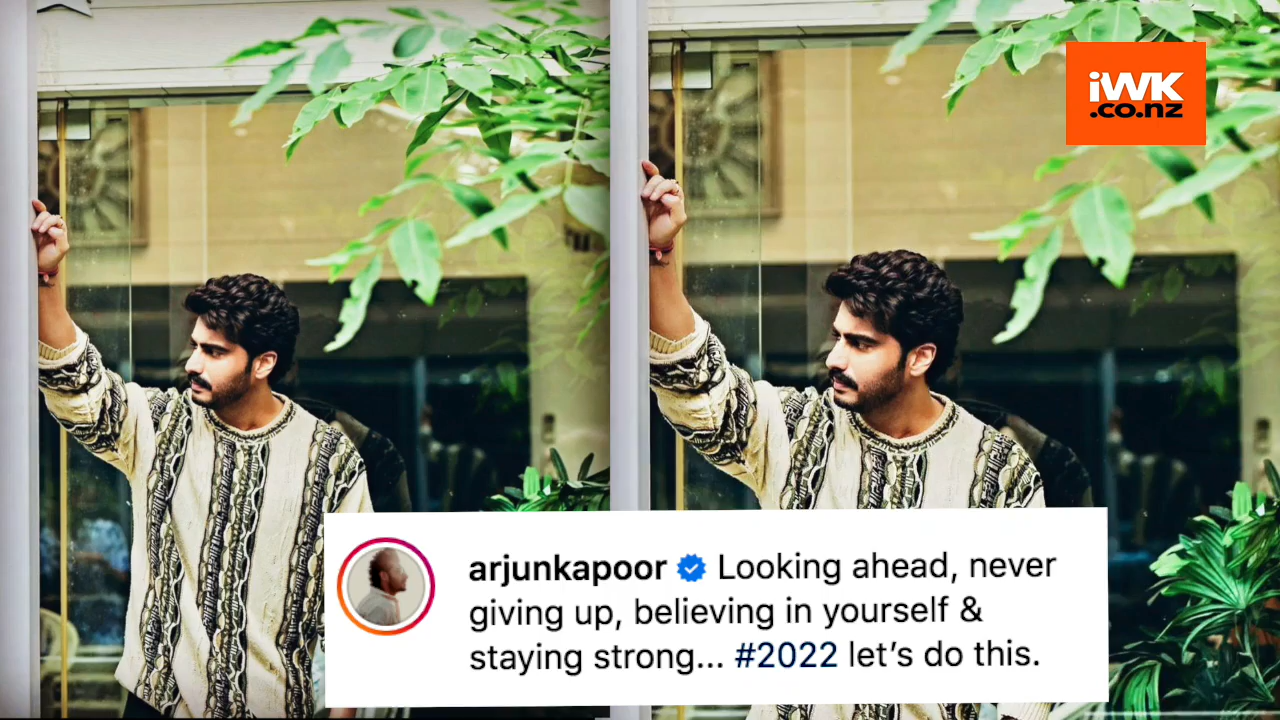 iWK
.co.nz
arjunkapoor Looking ahead, never
giving up, believing in yourself &
staying strong... #2022 let's do this.